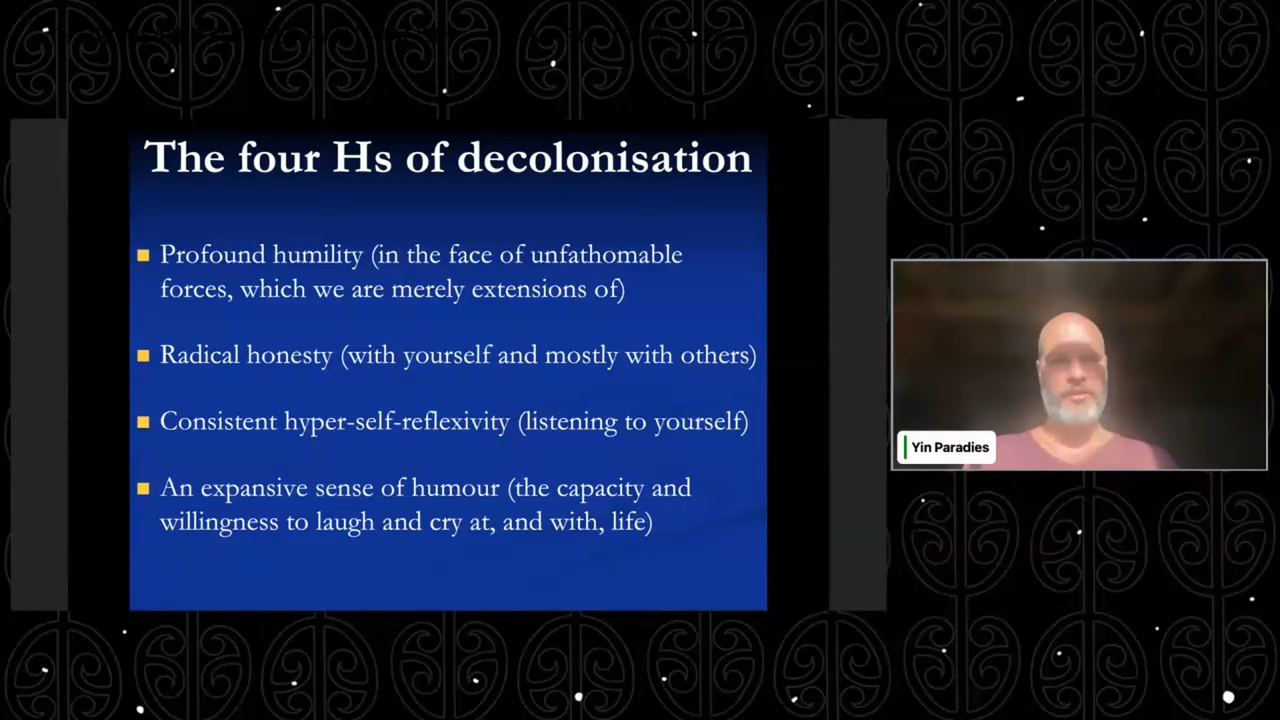 The four Hs of decolonisation
Profound humility (in the face of unfathomable
forces, which we are merely extensions of)
Radical honesty (with yourself and mostly with others)
Consistent hyper-self-reflexivity (listening to yourself)
An expansive sense of humour (the capacity and
willingness to laugh and cry at, and with, life)
Yin Paradies